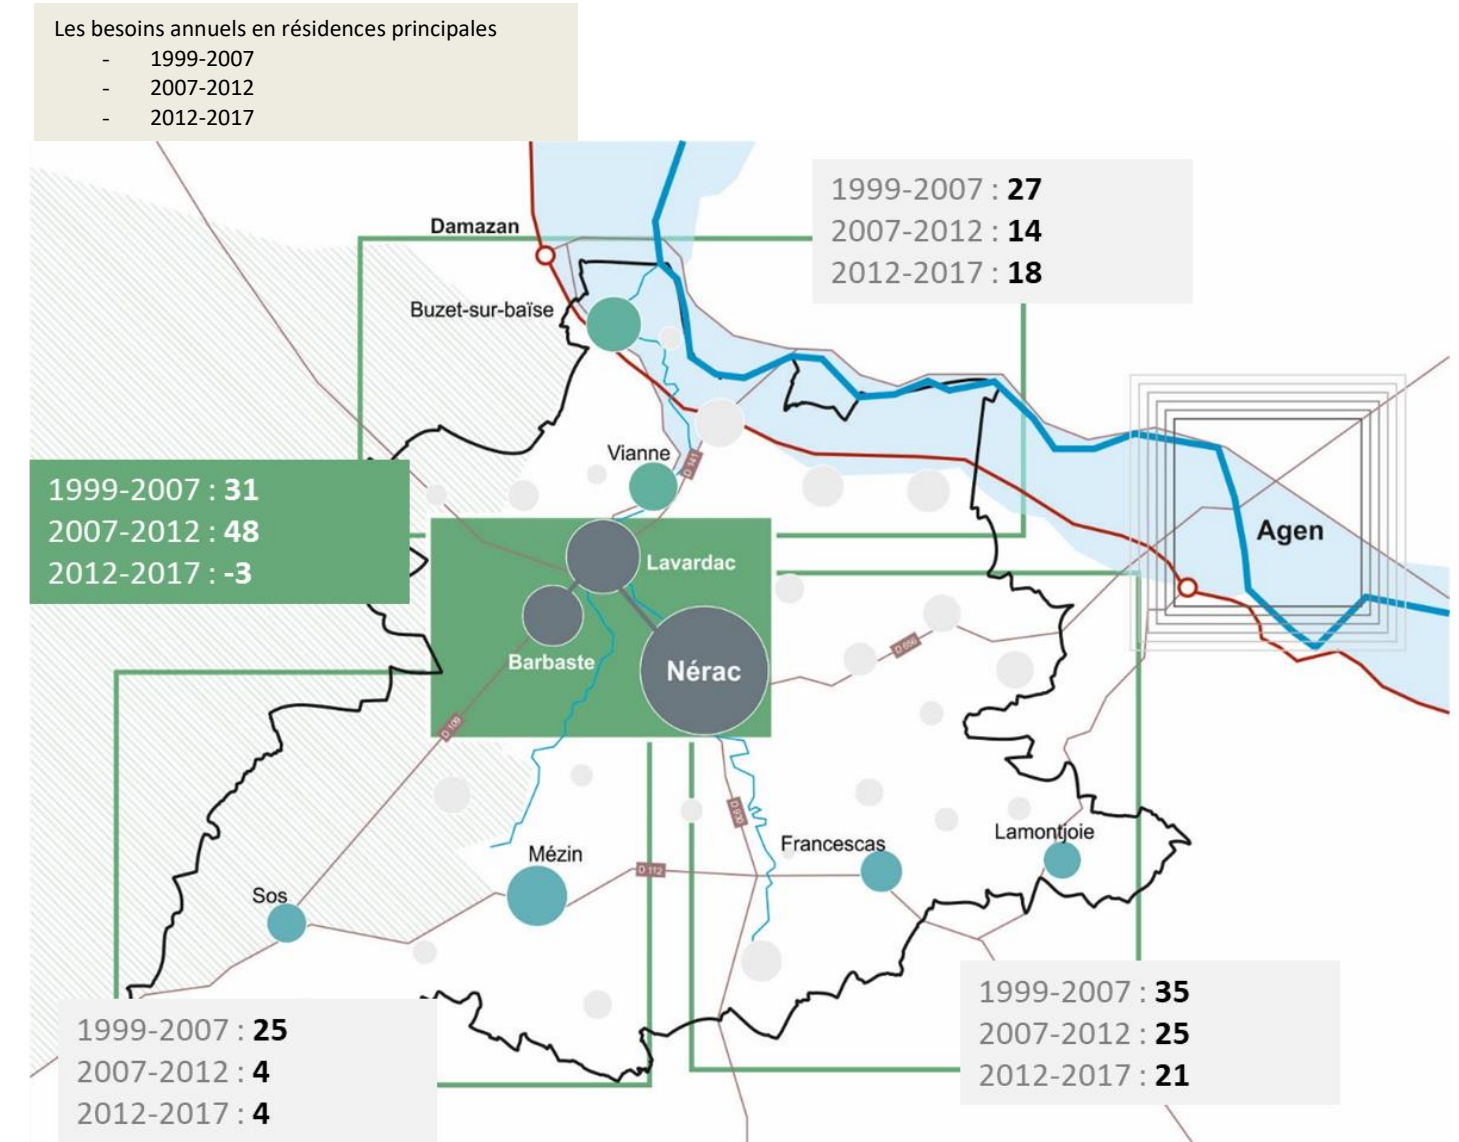 Les besoins annuels en résidences principales
- 1999-2007
- 2007-2012
- 2012-2017
1999-2007 : 27
2007-2012 : 14
2012-2017 : 18
Damazan
Buzet-sur-baïse
Vianne
D 141
1999-2007 : 31
2007-2012 : 48
2012-2017 : -3
Agen
Lavardac
Barbaste
Nérac
D 656
D 109
D 930
Francescas
Lamontjoie
Mézin
D 112
Sos
1999-2007 : 35
2007-2012 : 25
2012-2017 : 21
1999-2007 : 25
2007-2012 : 4
2012-2017 : 4